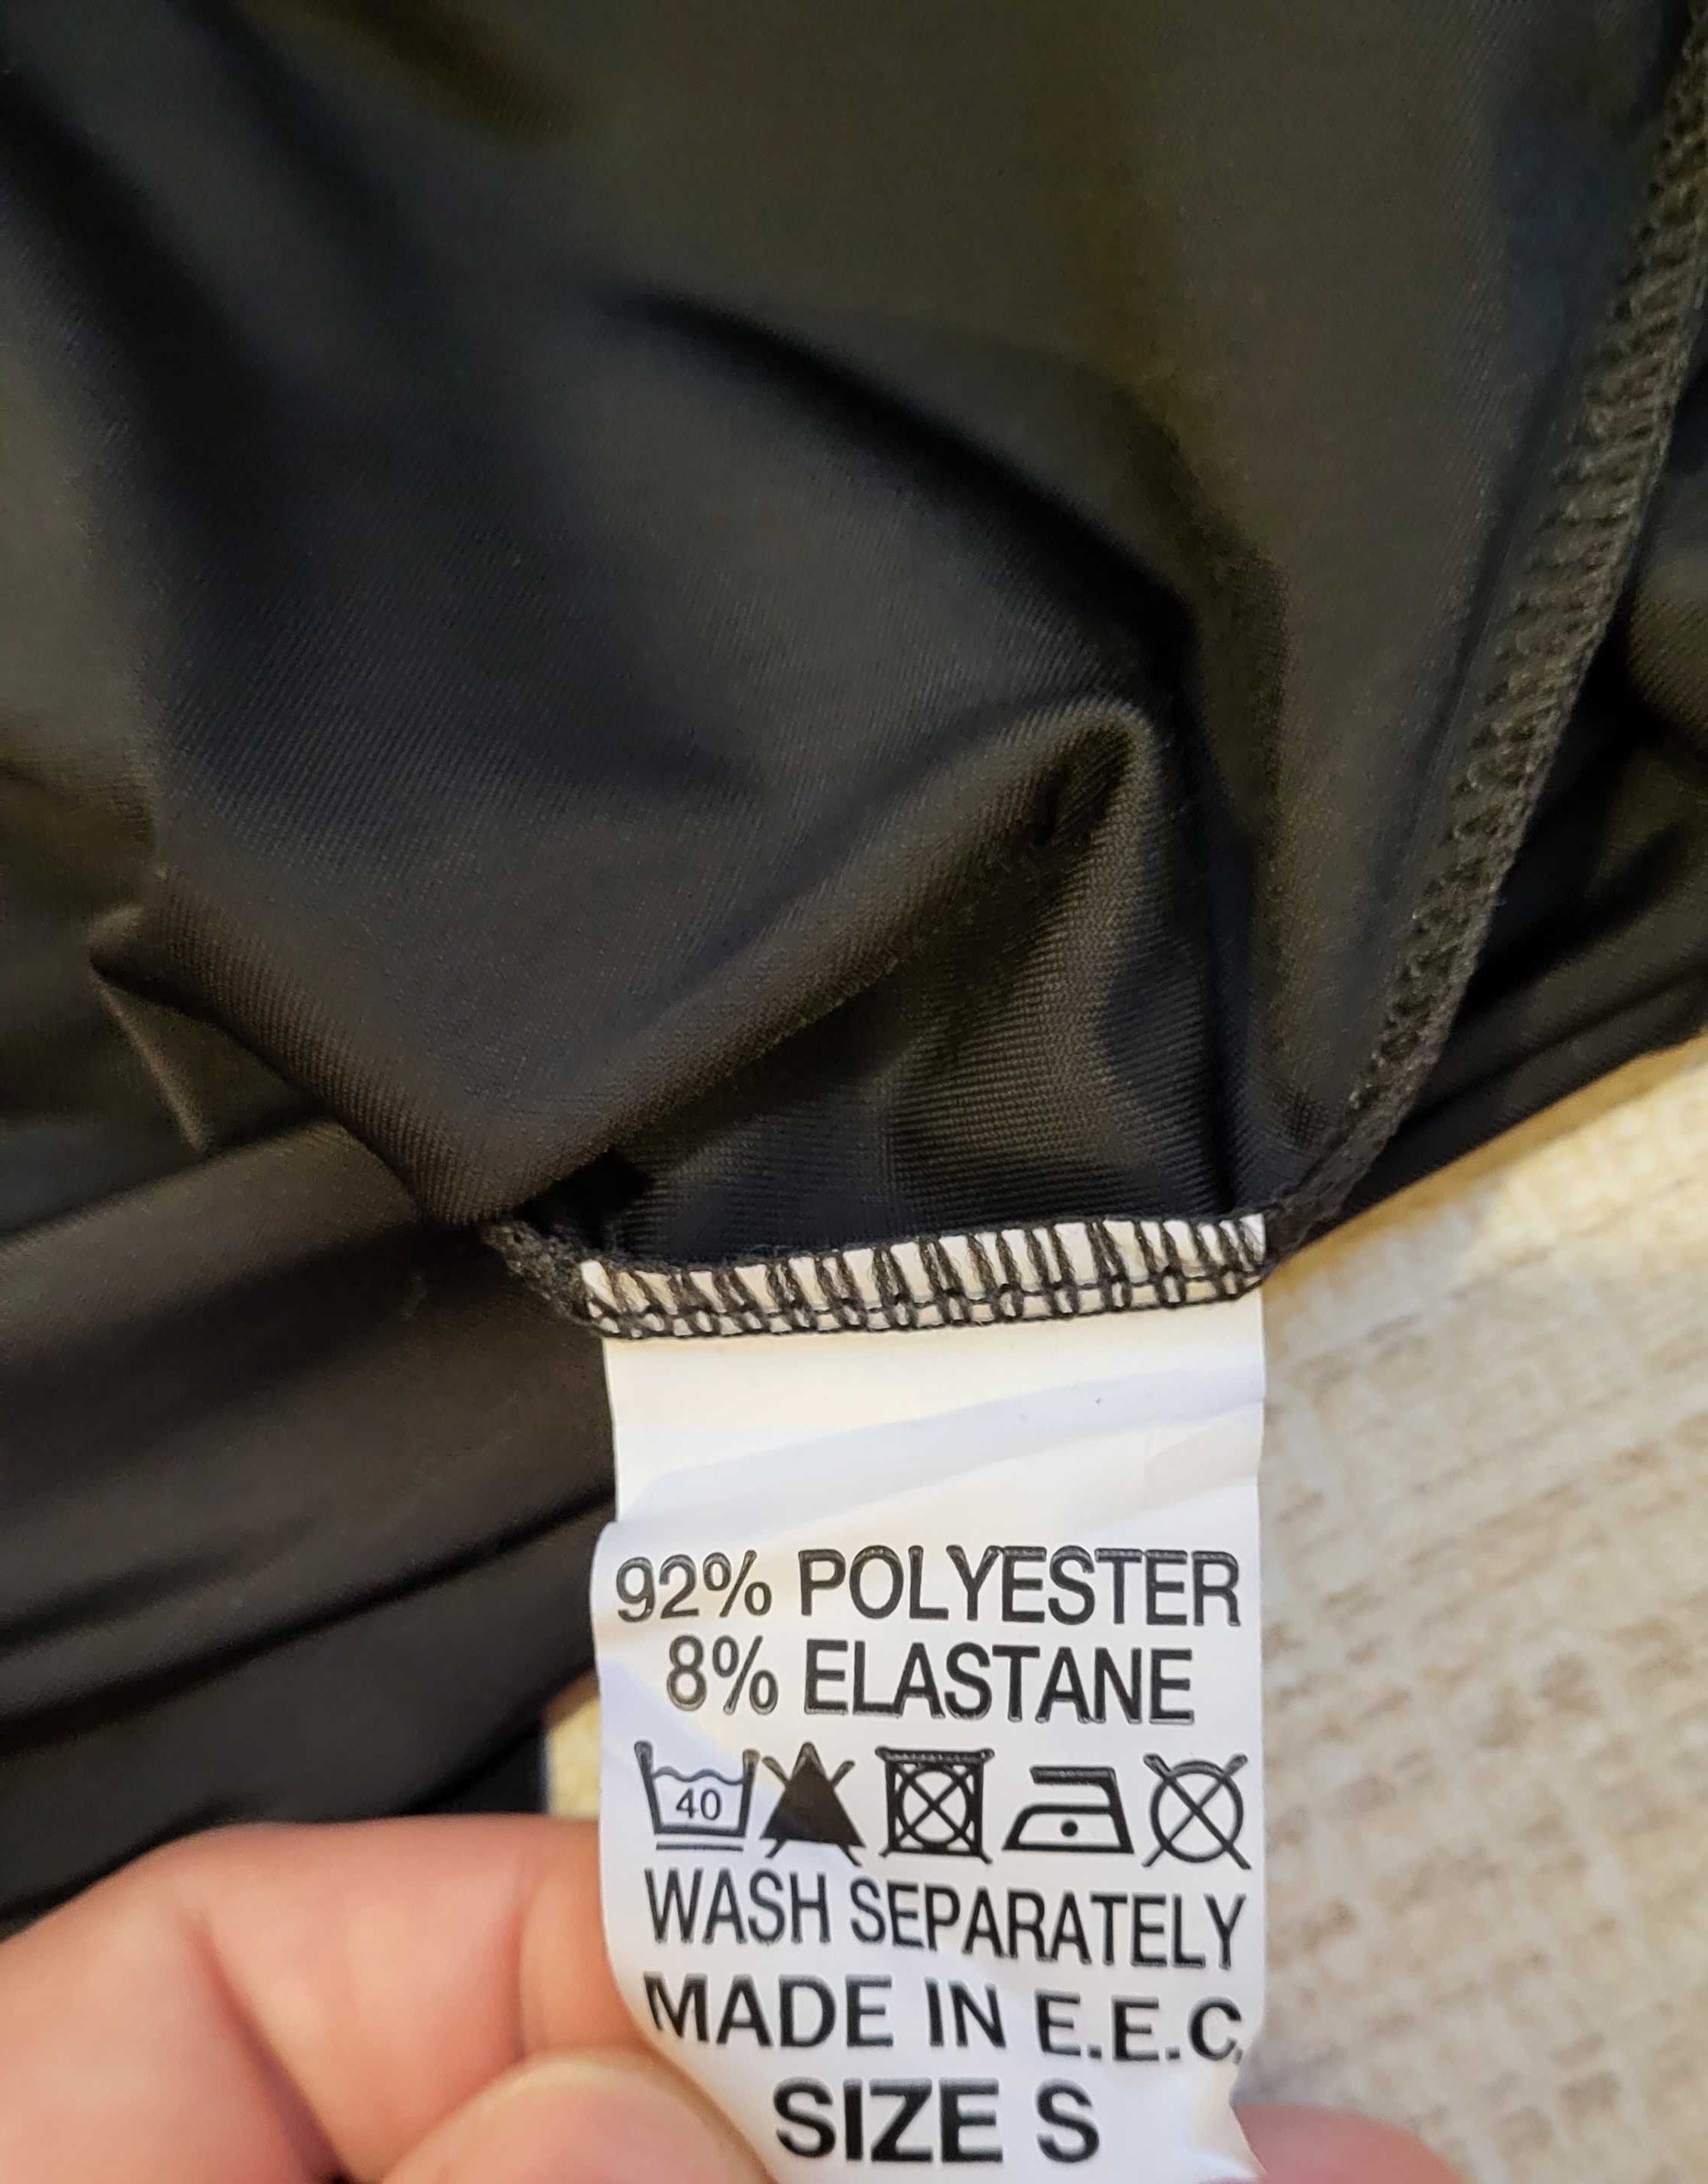 92% POLYESTER
8% ELASTANE
40
WASH SEPARATELY
MADE IN E.E.C.
SIZE S